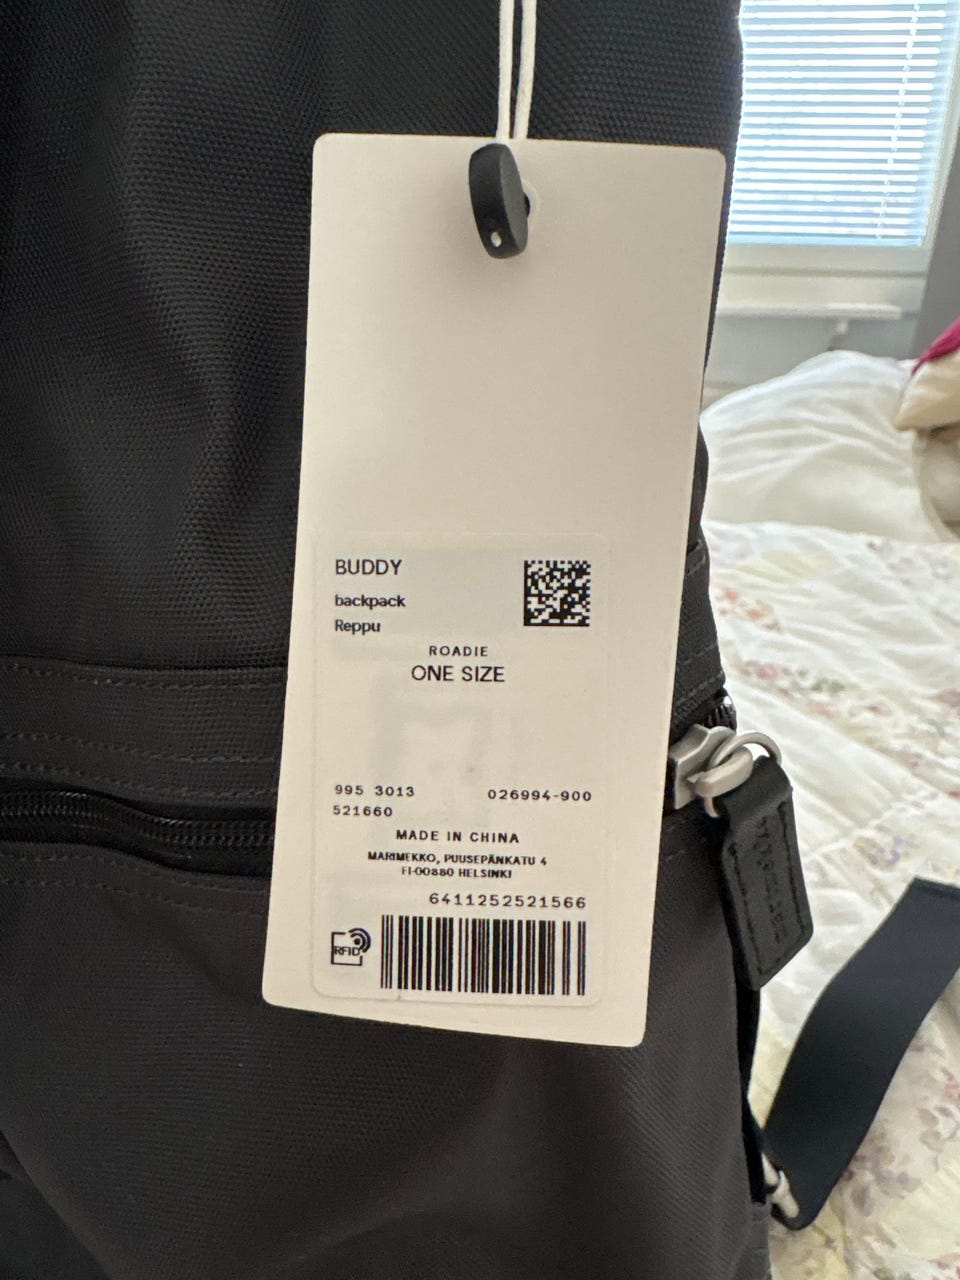 BUDDY
backpack
Reppu
ROADIE
ONE SIZE
995 3013 026994-900
521660
MADE IN CHINA
MARIMEKKO, PUUSEPÄNKATU 4
FI-00880 HELSINKI
6411252521566
RFID
marimekko